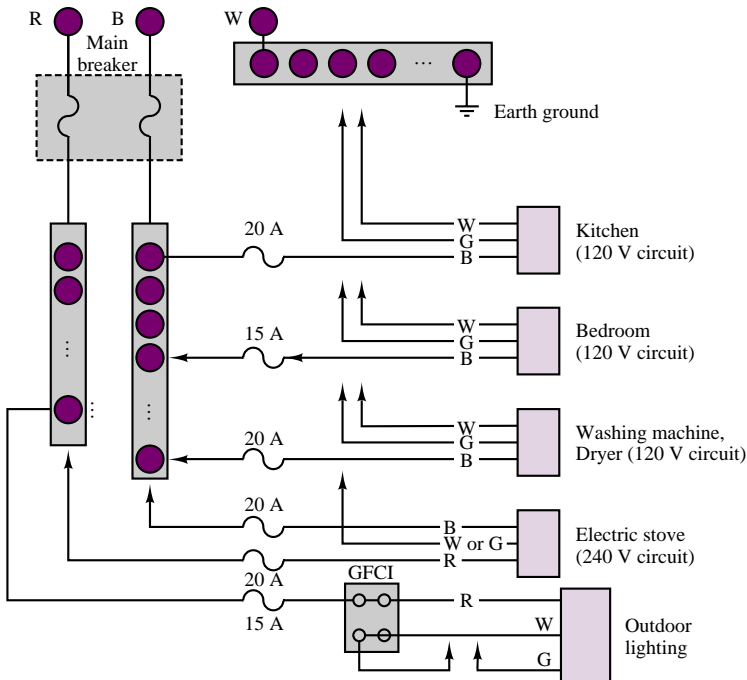 R
B
W
Main
breaker
...
Earth ground
20 A
W
G
B
Kitchen
(120 V circuit)
15 A
W
G
B
Bedroom
(120 V circuit)
...
...
...
20 A
W
G
B
Washing machine,
Dryer (120 V circuit)
20 A
B
W or G
R
Electric stove
(240 V circuit)
20 A
15 A
GFCI
R
W
G
Outdoor
lighting